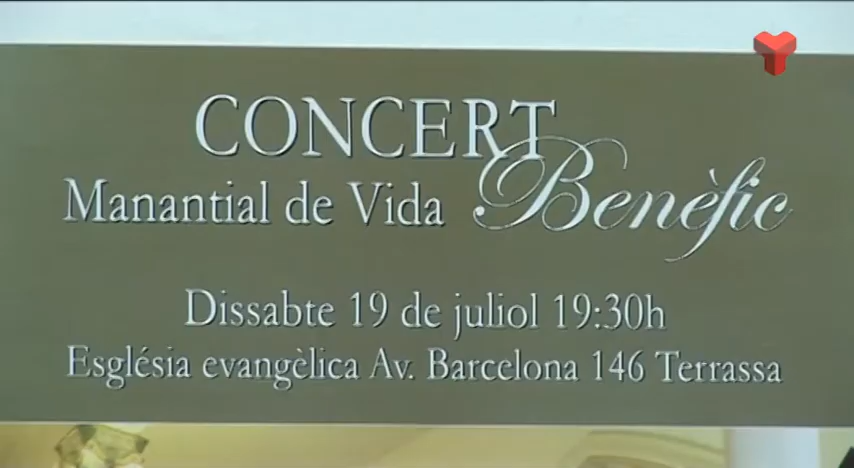 CONCERT
Benèfic
Manantial de Vida
Dissabte 19 de juliol 19:30h
Església evangèlica Av. Barcelona 146 Terrassa